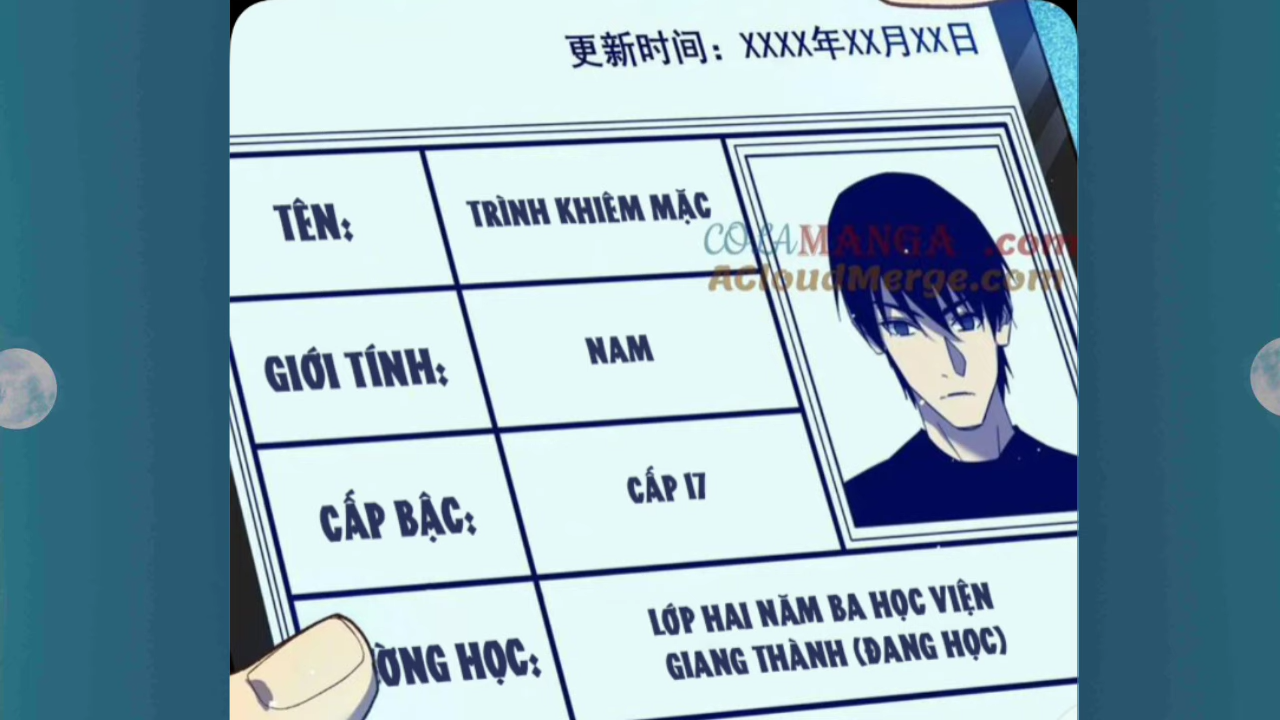 更新时间：XXXX年XX月XX日
TÊN:
TRÌNH KHIÊM MẶC
COLAMANGA .com
ACloudMerge.com
GIỚI TÍNH:
NAM
CẤP BẬC:
CẤP 17
ỜNG HỌC:
LỚP HAI NĂM BA HỌC VIỆN
GIANG THÀNH (ĐANG HỌC)